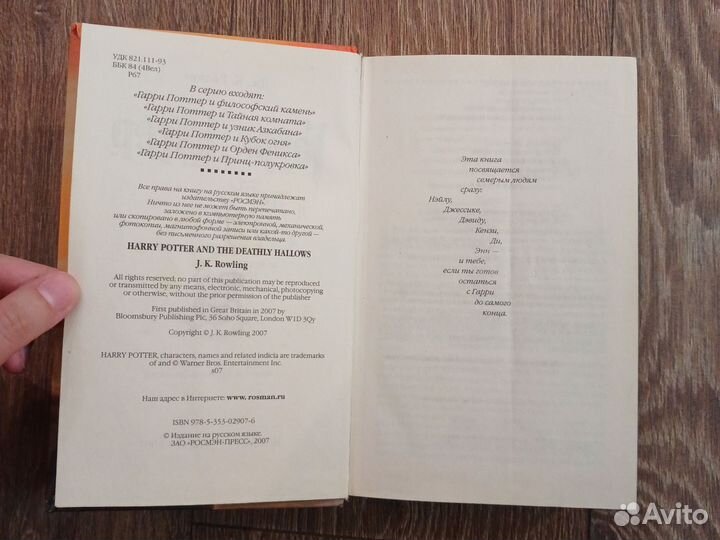 УДК 821.111-93
ББК 84 (4Вел)
Р67
В серию входят:
«Гарри Поттер и философский камень»
«Гарри Поттер и Тайная комната»
«Гарри Поттер и узник Азкабана»
«Гарри Поттер и Кубок огня»
«Гарри Поттер и Орден Феникса»
«Гарри Поттер и Принц-полукровка»
Все права на книгу на русском языке принадлежат
издательству «РОСМЭН».
Ничто из нее не может быть перепечатано,
заложено в компьютерную память
или скопировано в любой форме — электронной, механической,
фотокопии, магнитофонной записи или какой-то другой —
без письменного разрешения владельца.
HARRY POTTER AND THE DEATHLY HALLOWS
J. K. Rowling
All rights reserved; no part of this publication may be reproduced
or transmitted by any means, electronic, mechanical, photocopying
or otherwise, without the prior permission of the publisher
First published in Great Britain in 2007 by
Bloomsbury Publishing Plc, 36 Soho Square, London W1D 3Qy
Copyright © J. K. Rowling 2007
HARRY POTTER, characters, names and related indicia are trademarks
of and © Warner Bros. Entertainment Inc.
s07
Наш адрес в Интернете: www.rosman.ru
ISBN 978-5-353-02907-6
© Издание на русском языке.
ЗАО «РОСМЭН-ПРЕСС», 2007
Эта книга
посвящается
семерым людям
сразу:
Нэйлу,
Джессике,
Дэвиду,
Кензи,
Ди,
Энн —
и тебе,
если ты готов
остаться
с Гарри
до самого
конца.
Avito